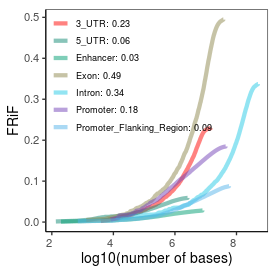 0.5
0.4
0.3
0.2
0.1
0.0
FRiF
3_UTR: 0.23
5_UTR: 0.06
Enhancer: 0.03
Exon: 0.49
Intron: 0.34
Promoter: 0.18
Promoter_Flanking_Region: 0.09
2
4
6
8
log10(number of bases)